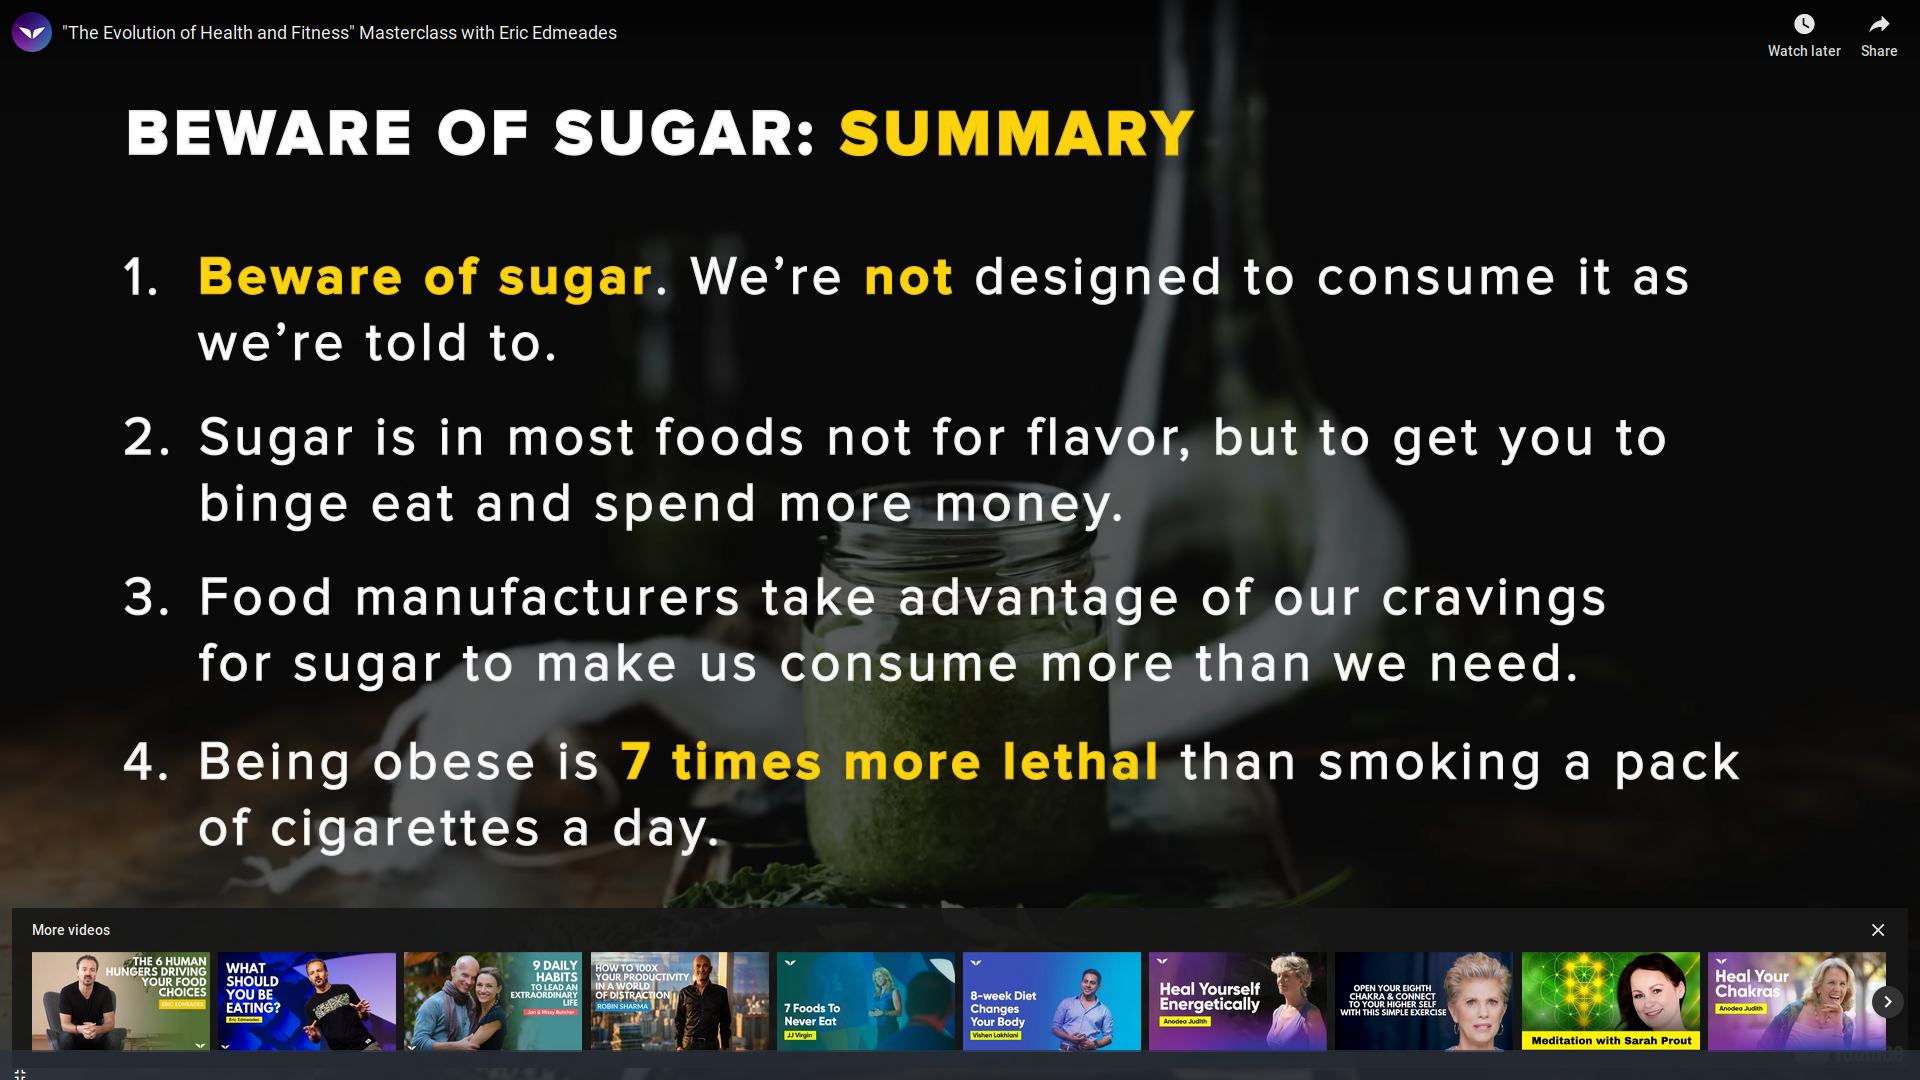 "The Evolution of Health and Fitness" Masterclass with Eric Edmeades
Watch later
Share
BEWARE OF SUGAR: SUMMARY
1. Beware of sugar. We're not designed to consume it as
we're told to.
2. Sugar is in most foods not for flavor, but to get you to
binge eat and spend more money.
3. Food manufacturers take advantage of our cravings
for sugar to make us consume more than we need.
4. Being obese is 7 times more lethal than smoking a pack
of cigarettes a day.
More videos
THE 6 HUMAN
HUNGERS DRIVING
YOUR FOOD
CHOICES
ERIC EDMEADES
WHAT
SHOULD
YOU BE
EATING?
Eric Edmeades
9 DAILY
HABITS
TO LEAD AN
EXTRAORDINARY
LIFE
Jon & Missy Butcher
HOW TO 100X
YOUR PRODUCTIVITY
IN A WORLD
OF DISTRACTION
ROBIN SHARMA
7 Foods To
Never Eat
JJ Virgin
8-week Diet
Changes
Your Body
Vishen Lakhiani
Heal Yourself
Energetically
Anodea Judith
OPEN YOUR EIGHTH
CHAKRA & CONNECT
TO YOUR HIGHER SELF
WITH THIS SIMPLE EXERCISE
Meditation with Sarah Prout
Heal Your
Chakras
Anodea Judith
YouTube